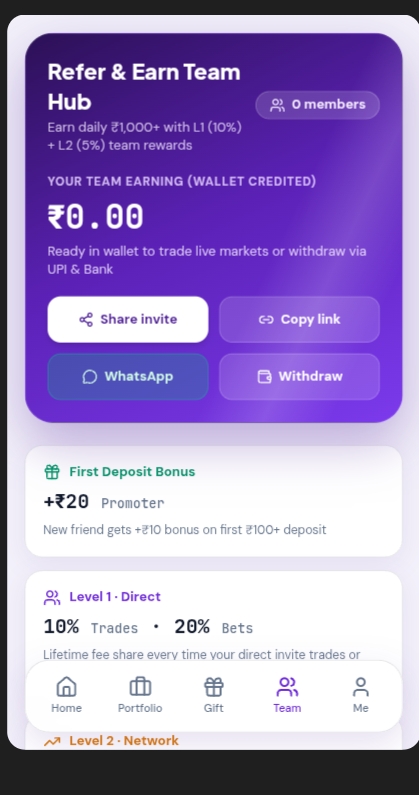 Refer & Earn Team
Hub
0 members
Earn daily ₹1,000+ with L1 (10%)
+ L2 (5%) team rewards
YOUR TEAM EARNING (WALLET CREDITED)
₹0.00
Ready in wallet to trade live markets or withdraw via
UPI & Bank
Share invite
Copy link
WhatsApp
Withdraw
First Deposit Bonus
+₹20 Promoter
New friend gets +₹10 bonus on first ₹100+ deposit
Level 1 · Direct
10% Trades · 20% Bets
Lifetime fee share every time your direct invite trades or
Home
Portfolio
Gift
Team
Me
Level 2 · Network